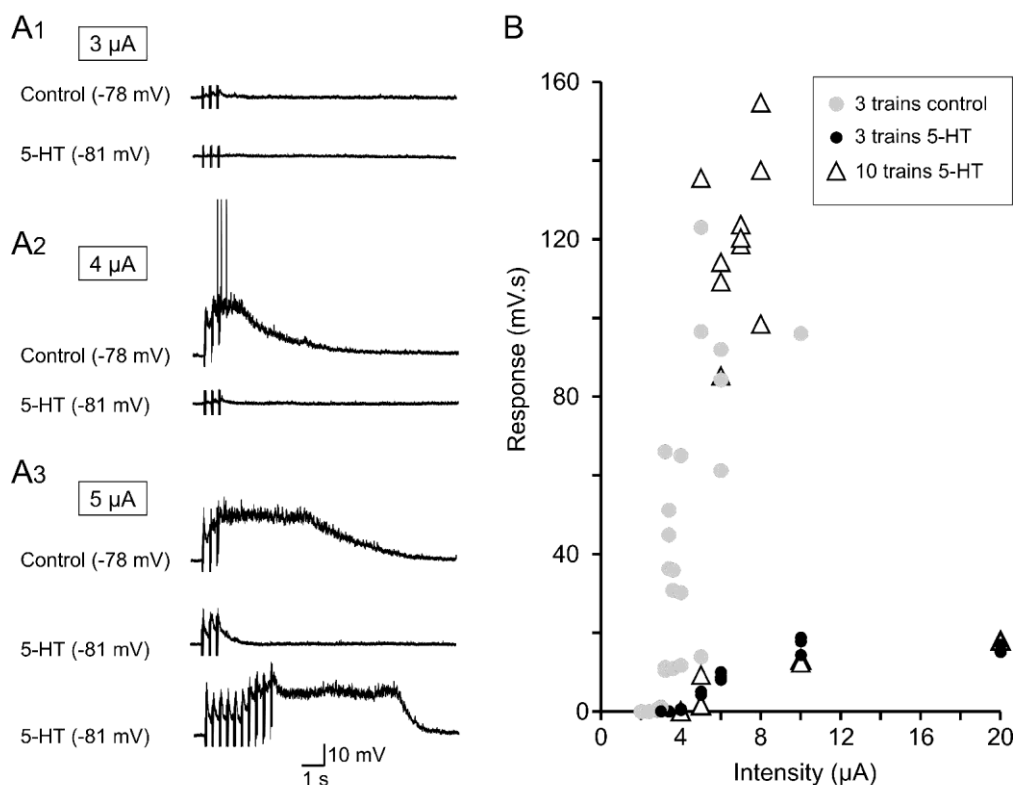 A1
3 µA
Control (-78 mV)
5-HT (-81 mV)
A2
4 µA
Control (-78 mV)
5-HT (-81 mV)
A3
5 µA
Control (-78 mV)
5-HT (-81 mV)
5-HT (-81 mV)
10 mV
1 s
B
160
120
80
40
0
Response (mV.s)
3 trains control
3 trains 5-HT
10 trains 5-HT
0 4 8 12 16 20
Intensity (µA)